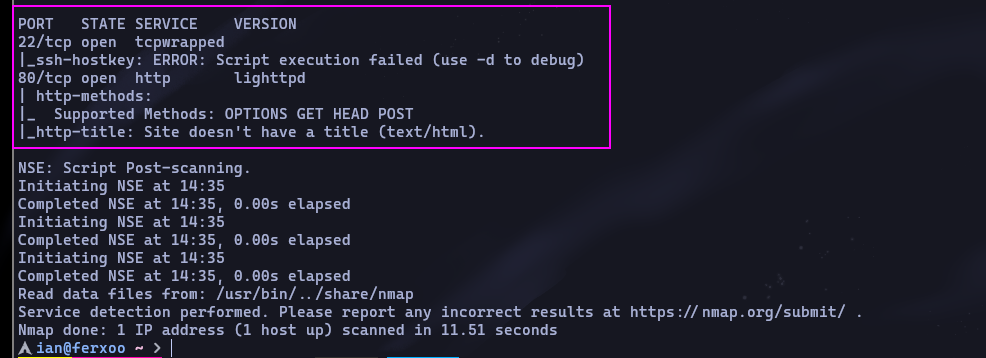 PORT   STATE SERVICE    VERSION
22/tcp open  tcpwrapped
|_ssh-hostkey: ERROR: Script execution failed (use -d to debug)
80/tcp open  http       lighttpd
| http-methods:
|_  Supported Methods: OPTIONS GET HEAD POST
|_http-title: Site doesn't have a title (text/html).
NSE: Script Post-scanning.
Initiating NSE at 14:35
Completed NSE at 14:35, 0.00s elapsed
Initiating NSE at 14:35
Completed NSE at 14:35, 0.00s elapsed
Initiating NSE at 14:35
Completed NSE at 14:35, 0.00s elapsed
Read data files from: /usr/bin/../share/nmap
Service detection performed. Please report any incorrect results at https://nmap.org/submit/ .
Nmap done: 1 IP address (1 host up) scanned in 11.51 seconds
ian@ferxoo ~ ❯